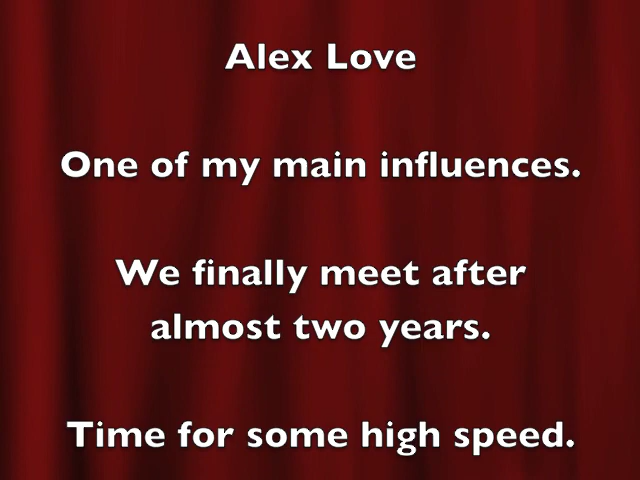 Alex Love
One of my main influences.
We finally meet after
almost two years.
Time for some high speed.